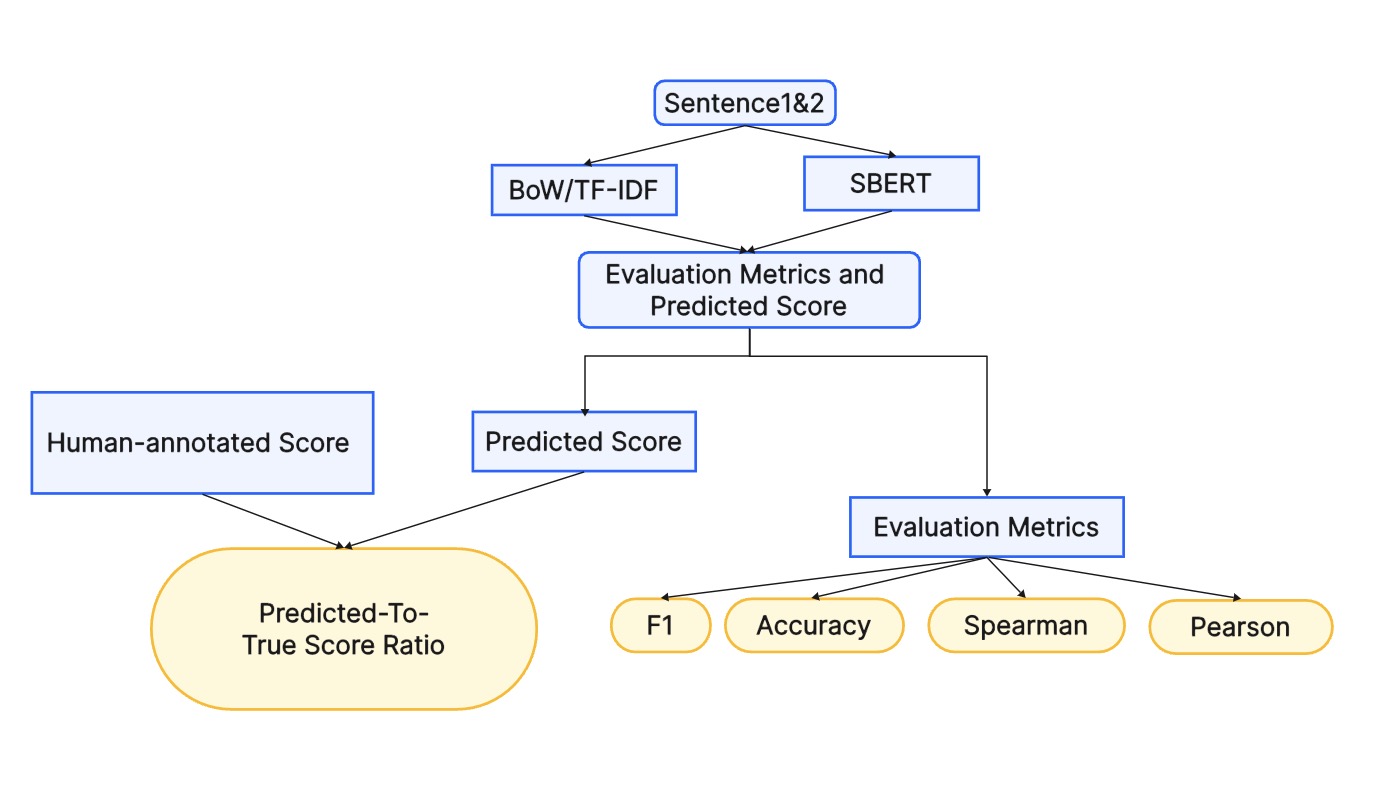 Sentence1&2
BoW/TF-IDF
SBERT
Evaluation Metrics and
Predicted Score
Human-annotated Score
Predicted Score
Evaluation Metrics
Predicted-To-
True Score Ratio
F1
Accuracy
Spearman
Pearson